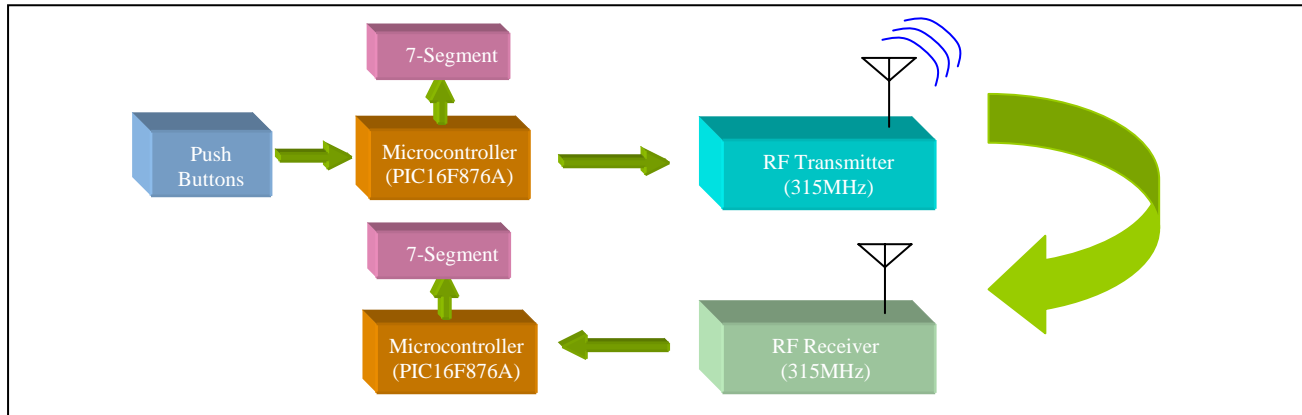 7-Segment
Push
Buttons
Microcontroller
(PIC16F876A)
RF Transmitter
(315MHz)
7-Segment
Microcontroller
(PIC16F876A)
RF Receiver
(315MHz)